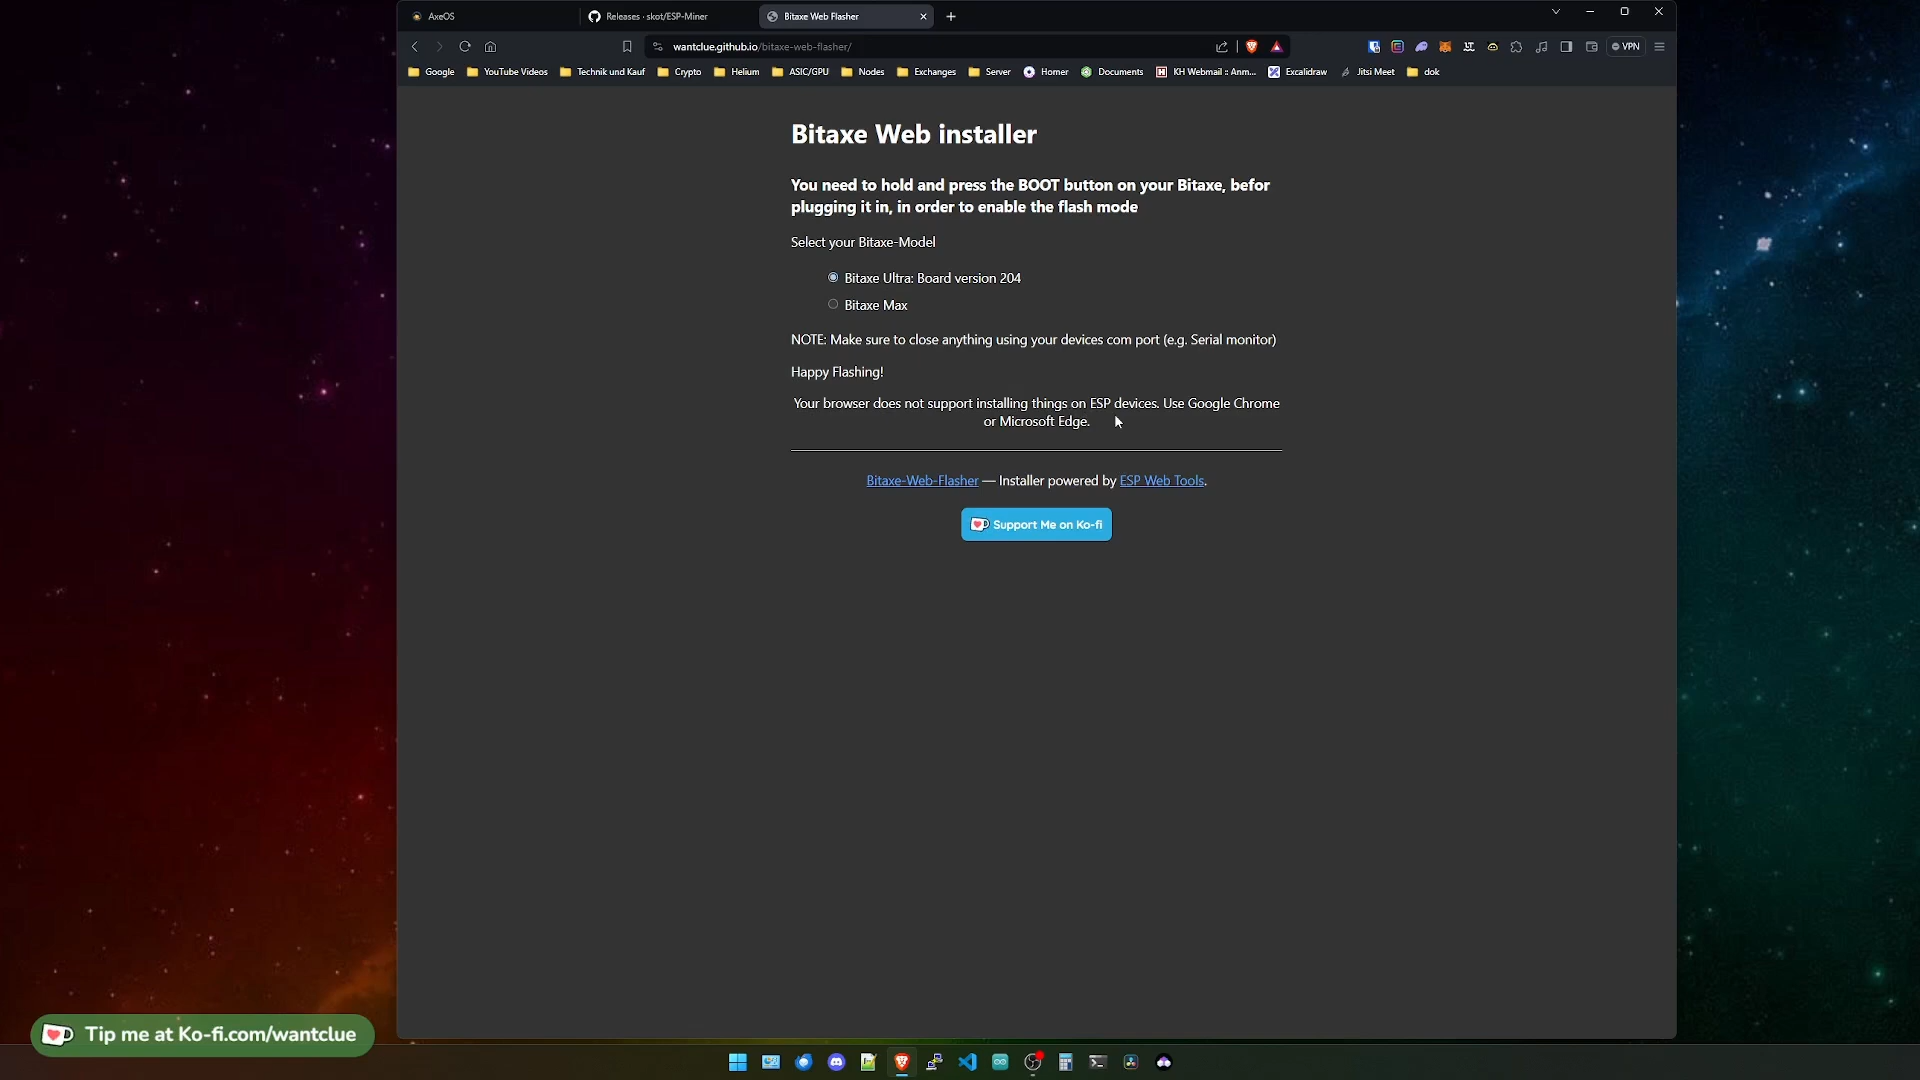 AxeOS
Releases · skot/ESP-Miner
Bitaxe Web Flasher
wantclue.github.io/bitaxe-web-flasher/
VPN
Google
YouTube Videos
Technik und Kauf
Crypto
Helium
ASIC/GPU
Nodes
Exchanges
Server
Homer
Documents
KH Webmail :: Anm...
Excalidraw
Jitsi Meet
dok
Bitaxe Web installer
You need to hold and press the BOOT button on your Bitaxe, befor
plugging it in, in order to enable the flash mode
Select your Bitaxe-Model
Bitaxe Ultra: Board version 204
Bitaxe Max
NOTE: Make sure to close anything using your devices com port (e.g. Serial monitor)
Happy Flashing!
Your browser does not support installing things on ESP devices. Use Google Chrome
or Microsoft Edge.
Bitaxe-Web-Flasher — Installer powered by ESP Web Tools.
Support Me on Ko-fi
Tip me at Ko-fi.com/wantclue